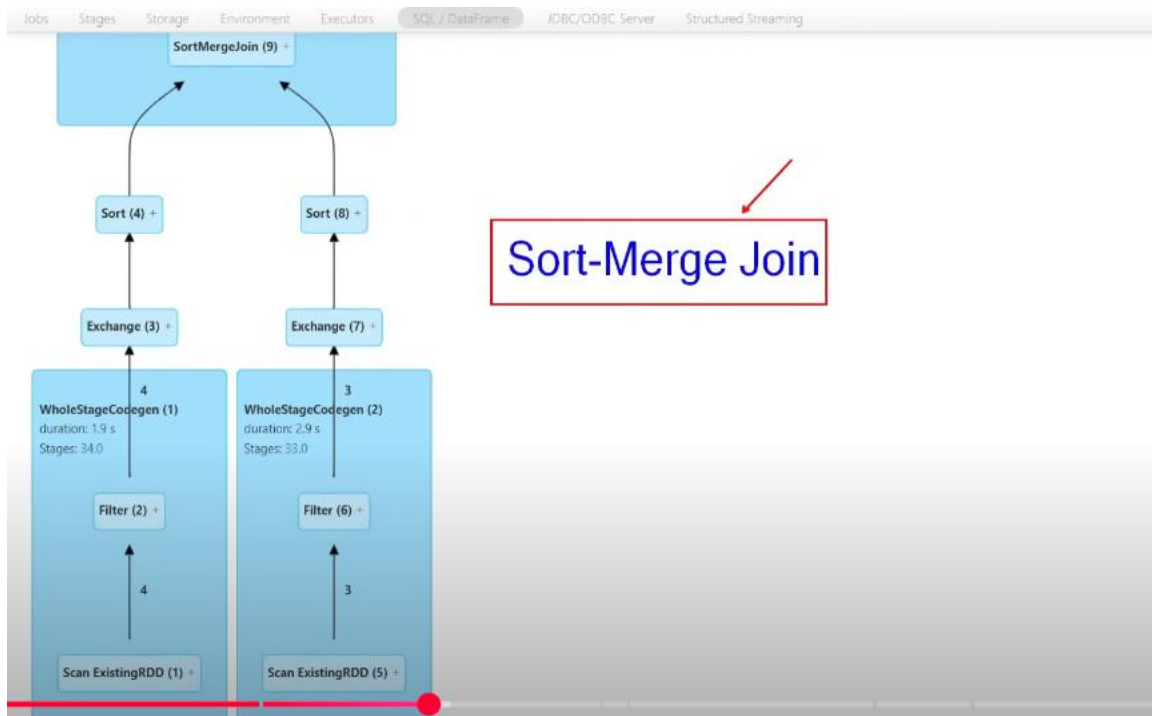 Jobs Stages Storage Environment Executors SQL / DataFrame JDBC/ODBC Server Structured Streaming
SortMergeJoin (9) +
Sort (4) +
Sort (8) +
Sort-Merge Join
Exchange (3) +
Exchange (7) +
4
3
WholeStageCodegen (1)
duration: 1.9 s
Stages: 34.0
WholeStageCodegen (2)
duration: 2.9 s
Stages: 33.0
Filter (2) +
Filter (6) +
4
3
Scan ExistingRDD (1) +
Scan ExistingRDD (5) +